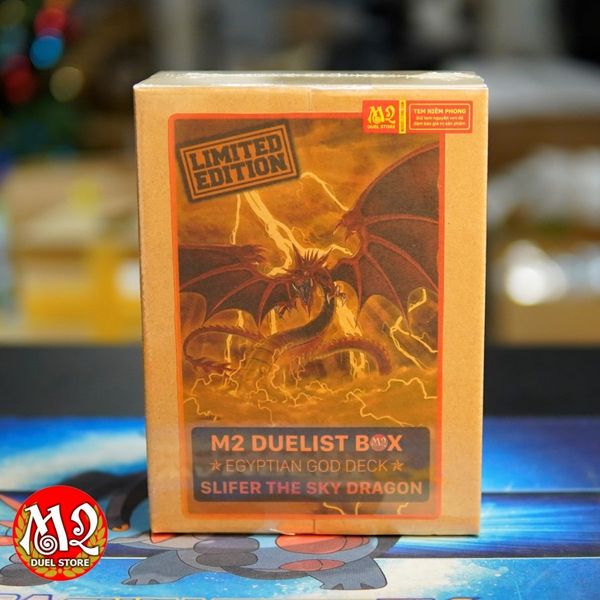 M2
DUEL STORE
TEM NIÊM PHONG
LIMITED
EDITION
M2 DUELIST BOX
★ EGYPTIAN GOD DECK ★
SLIFER THE SKY DRAGON
M2
DUEL STORE